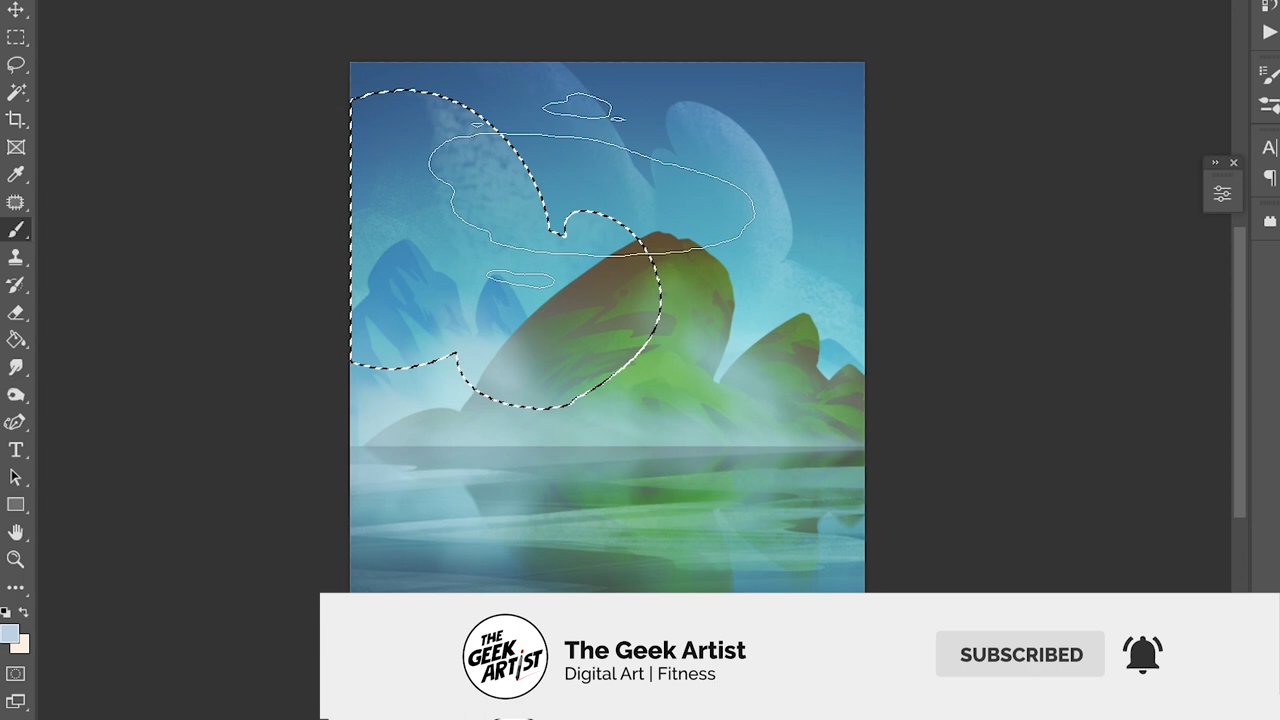 THE
GEEK
ARTIST
The Geek Artist
Digital Art | Fitness
SUBSCRIBED